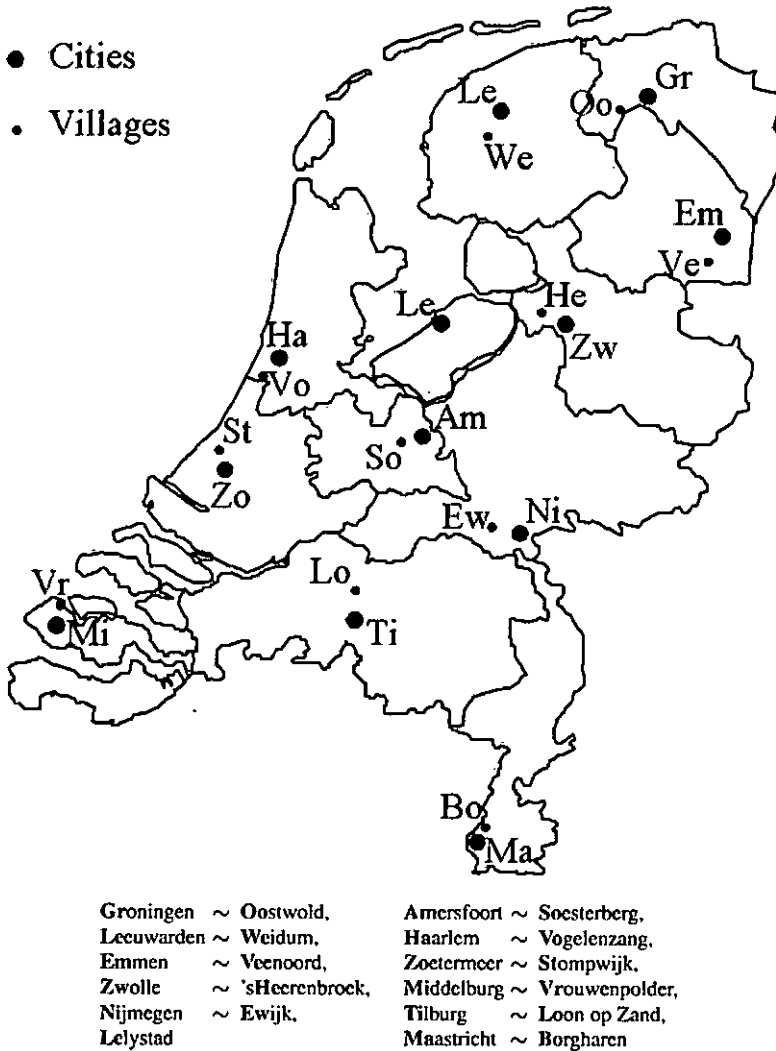 Cities
Villages
Le
Gr
Oo
We
Em
Ve
He
Le
Zw
Ha
Vo
Am
St
So
Zo
Ew
Ni
Lo
Vr
Mi
Ti
Bo
Ma
Groningen ~ Oostwold,
Leeuwarden ~ Weidum,
Emmen ~ Veenoord,
Zwolle ~ 'sHeerenbroek,
Nijmegen ~ Ewijk,
Lelystad
Amersfoort ~ Soesterberg,
Haarlem ~ Vogelenzang,
Zoetermeer ~ Stompwijk,
Middelburg ~ Vrouwenpolder,
Tilburg ~ Loon op Zand,
Maastricht ~ Borgharen